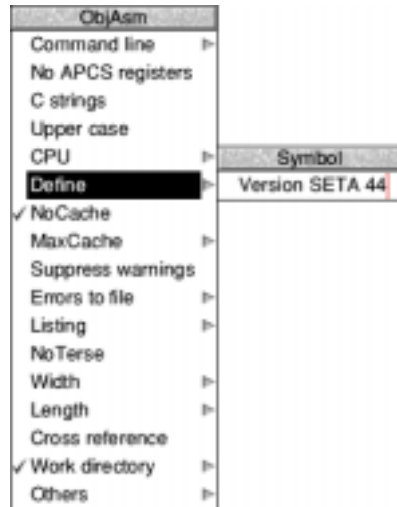 ObjAsm
Command line
No APCS registers
C strings
Upper case
CPU
Define
✓ NoCache
MaxCache
Suppress warnings
Errors to file
Listing
NoTerse
Width
Length
Cross reference
✓ Work directory
Others
Symbol
Version SETA 44